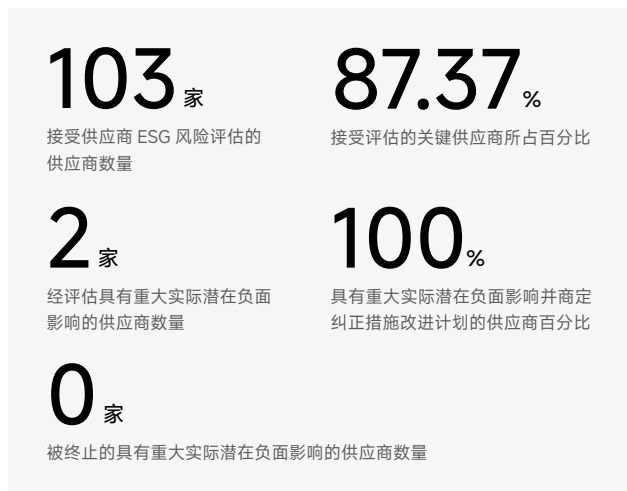 103 家
接受供应商 ESG 风险评估的
供应商数量
87.37%
接受评估的关键供应商所占百分比
2 家
经评估具有重大实际潜在负面
影响的供应商数量
100%
具有重大实际潜在负面影响并商定
纠正措施改进计划的供应商百分比
0 家
被终止的具有重大实际潜在负面影响的供应商数量